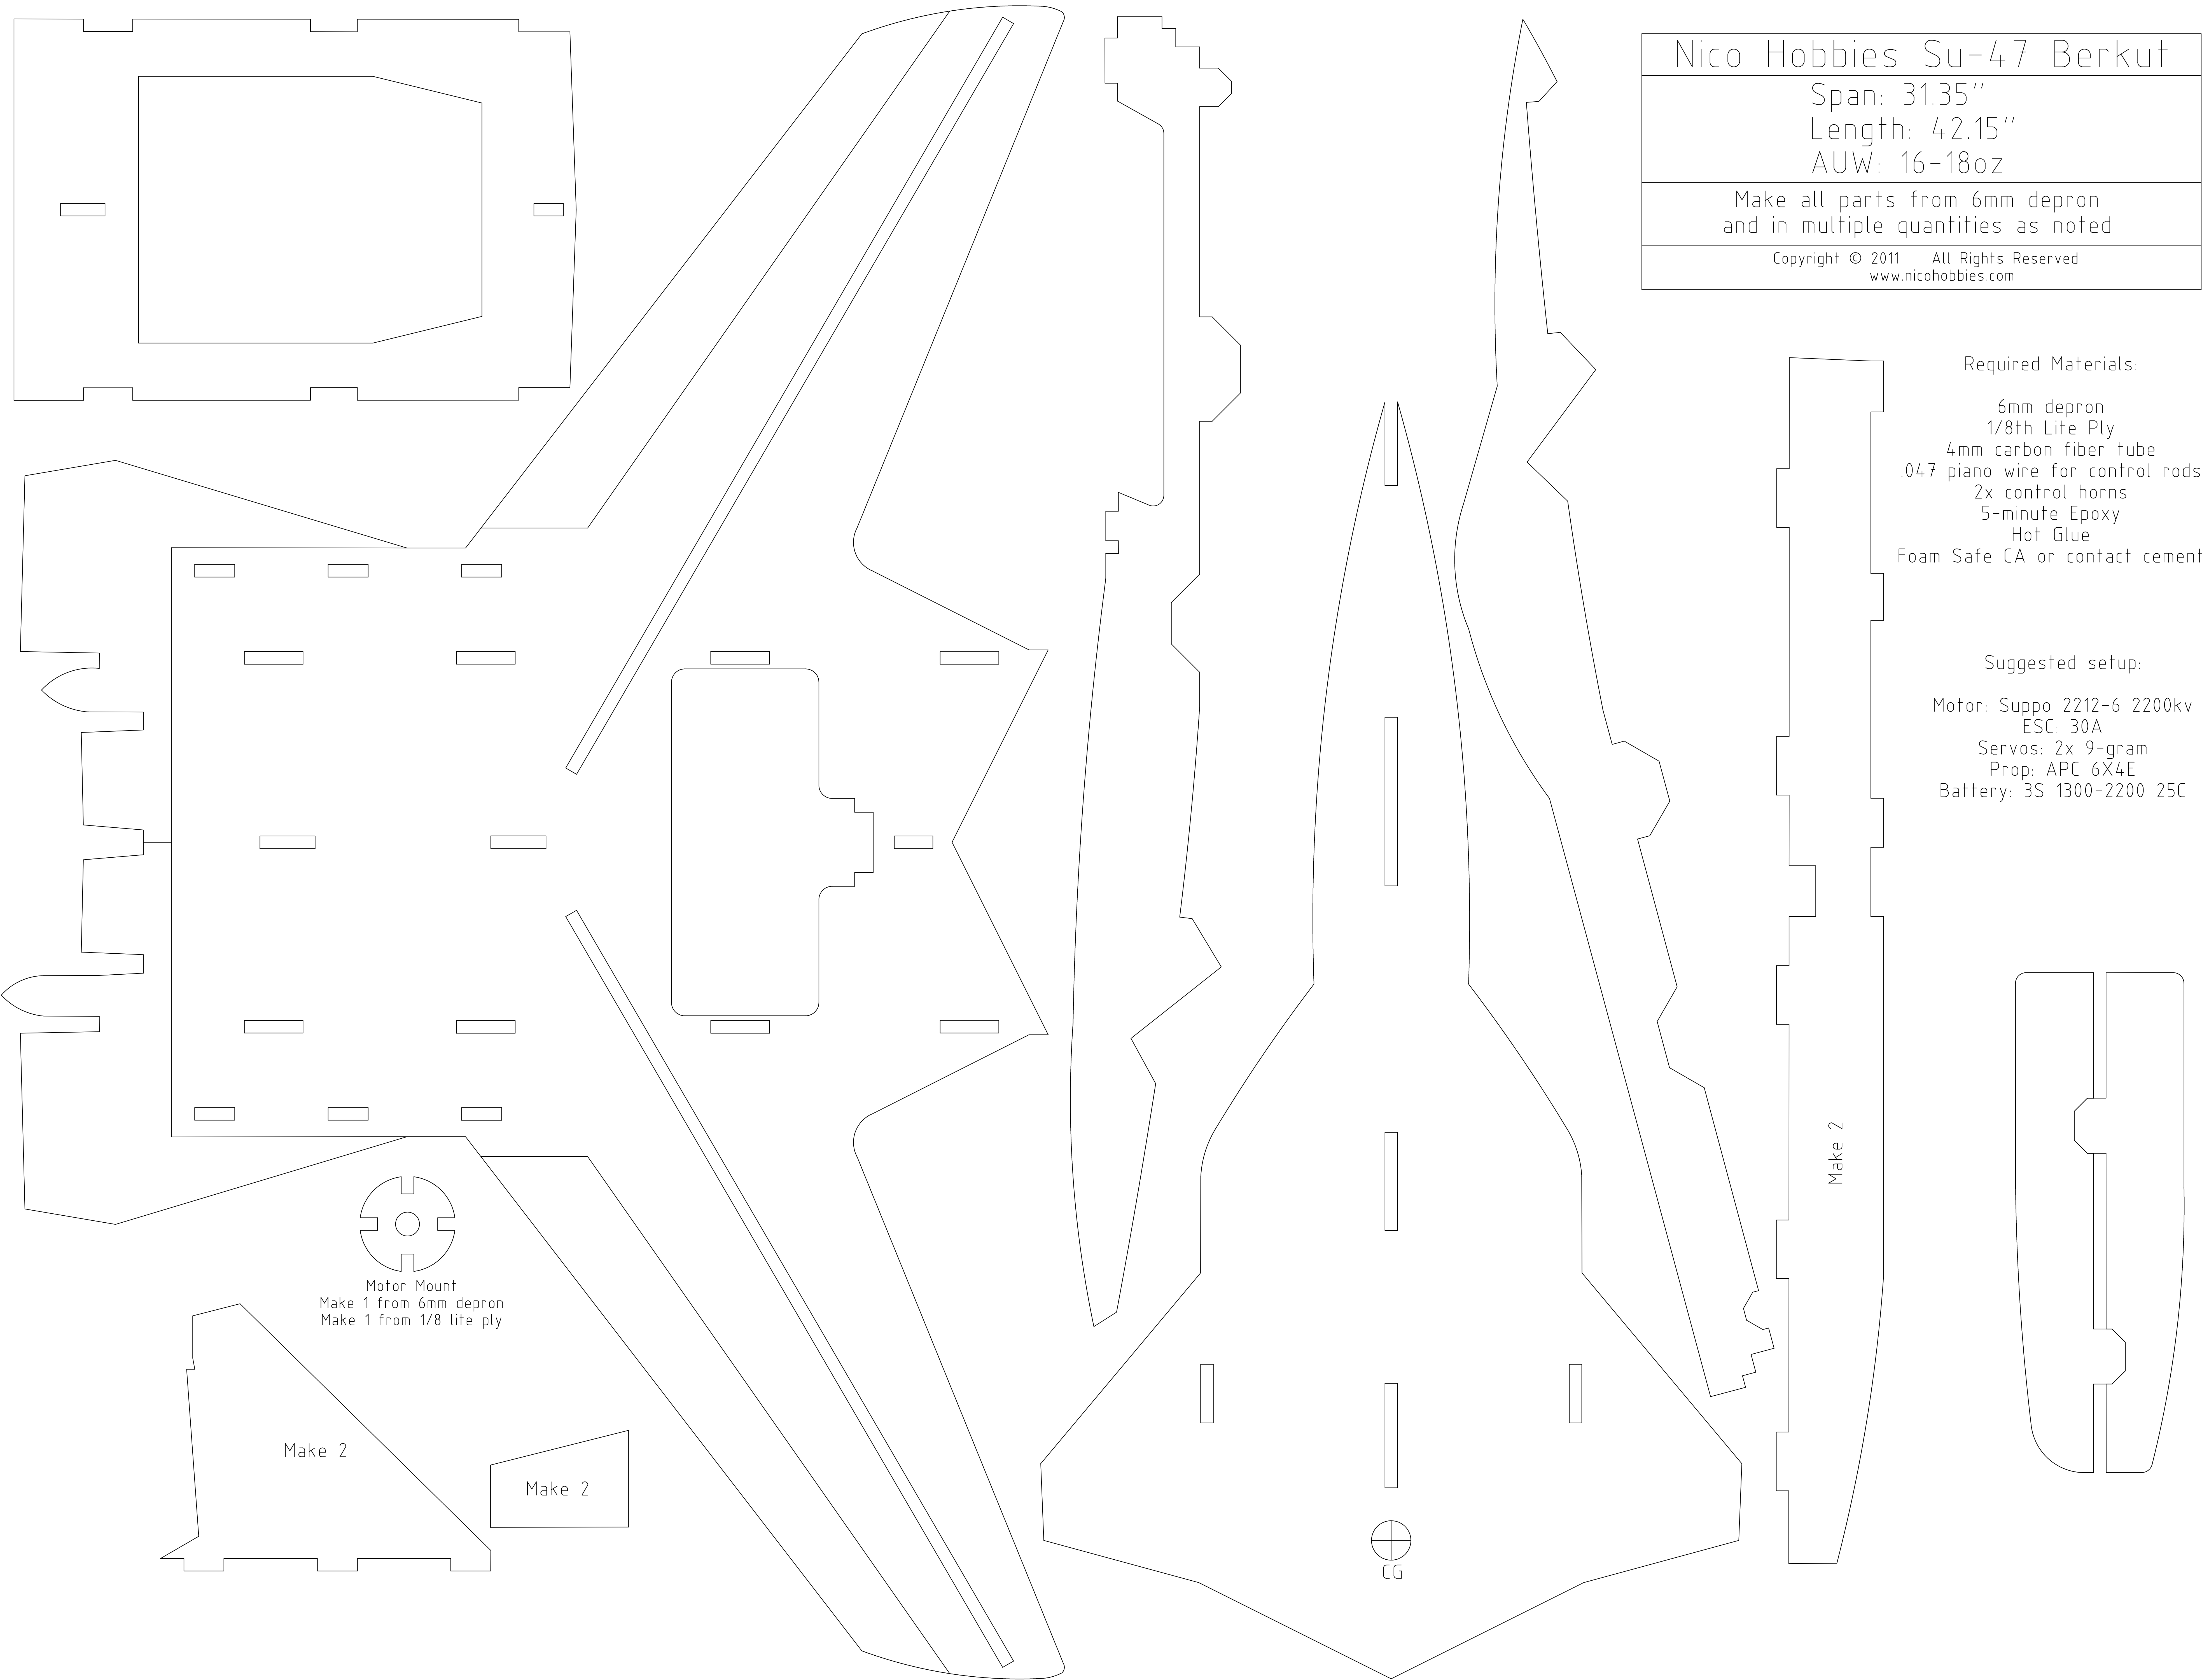 Nico Hobbies Su-47 Berkut
Span: 31.35''
Length: 42.15''
AUW: 16-18oz
Make all parts from 6mm depron
and in multiple quantities as noted
Copyright © 2011 All Rights Reserved
www.nicohobbies.com
Required Materials:
6mm depron
1/8th Lite Ply
4mm carbon fiber tube
.047 piano wire for control rods
2x control horns
5-minute Epoxy
Hot Glue
Foam Safe CA or contact cement
Suggested setup:
Motor: Suppo 2212-6 2200kv
ESC: 30A
Servos: 2x 9-gram
Prop: APC 6X4E
Battery: 3S 1300-2200 25C
Make 2
Motor Mount
Make 1 from 6mm depron
Make 1 from 1/8 lite ply
Make 2
Make 2
CG